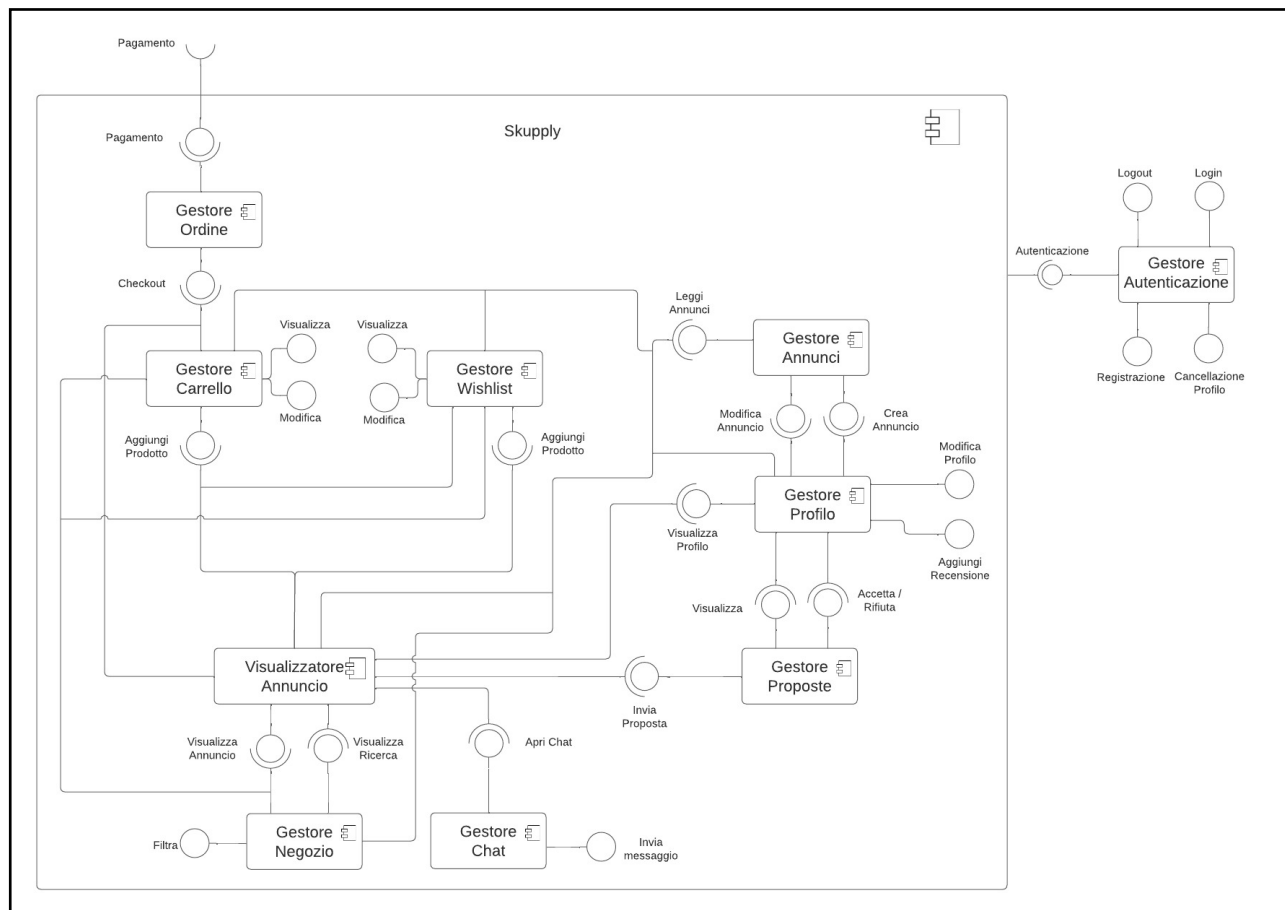 Pagamento
Skupply
Pagamento
Logout
Login
Gestore
Ordine
Autenticazione
Gestore
Autenticazione
Checkout
Leggi
Annunci
Visualizza
Visualizza
Gestore
Annunci
Gestore
Carrello
Gestore
Wishlist
Registrazione
Cancellazione
Profilo
Modifica
Modifica
Modifica
Annuncio
Crea
Annuncio
Aggiungi
Prodotto
Aggiungi
Prodotto
Modifica
Profilo
Gestore
Profilo
Visualizza
Profilo
Aggiungi
Recensione
Visualizza
Accetta /
Rifiuta
Visualizzatore
Annuncio
Gestore
Proposte
Invia
Proposta
Visualizza
Annuncio
Visualizza
Ricerca
Apri Chat
Filtra
Gestore
Negozio
Gestore
Chat
Invia
messaggio